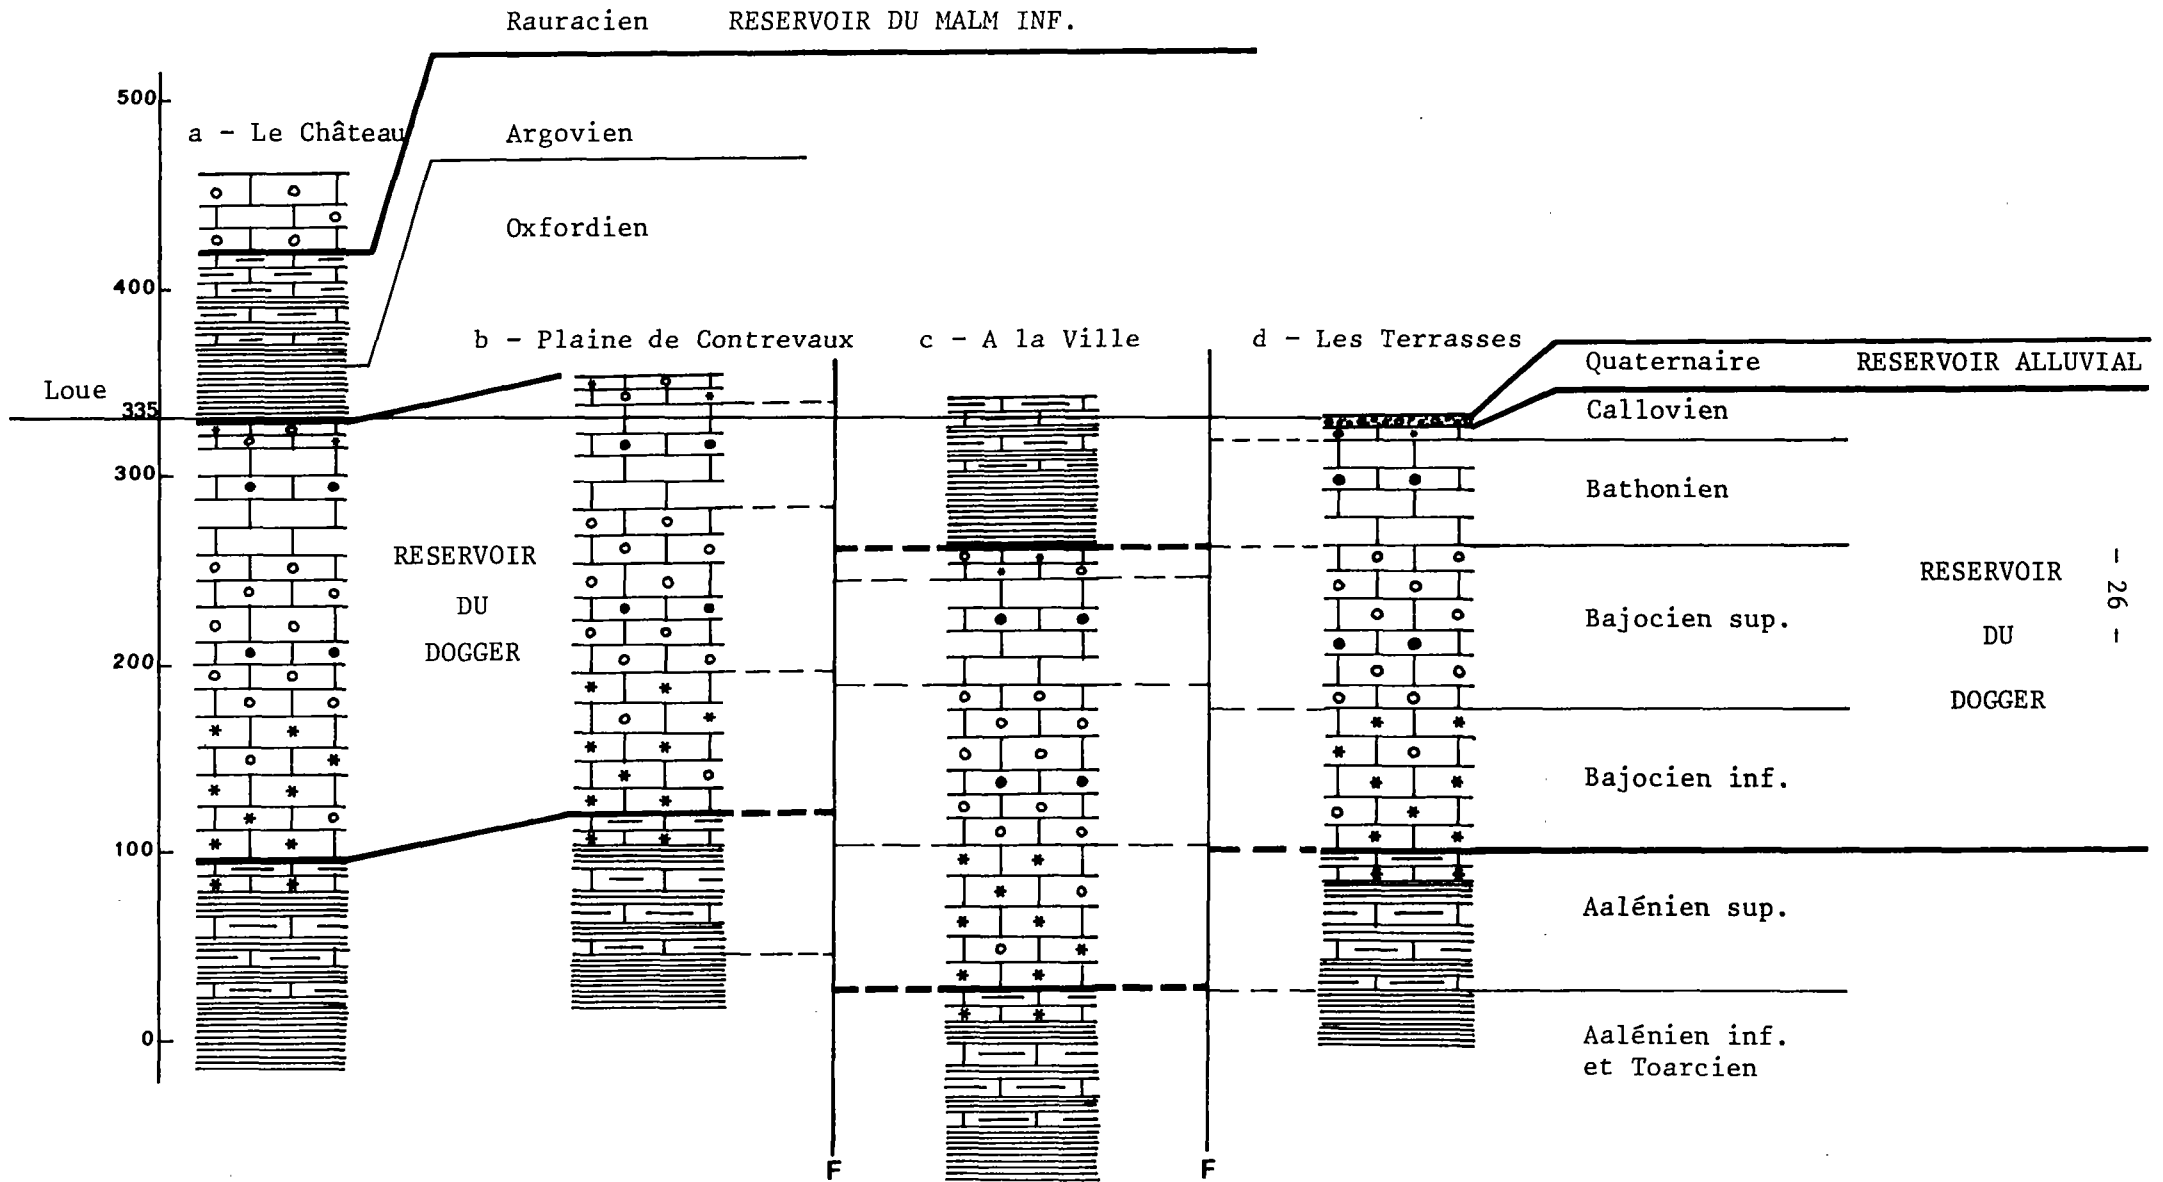 Rauracien RESERVOIR DU MALM INF.
500
a - Le Château
Argovien
Oxfordien
400
b - Plaine de Contrevaux
c - A la Ville
d - Les Terrasses
Quaternaire RESERVOIR ALLUVIAL
Loue
335
Callovien
300
Bathonien
RESERVOIR
DU
DOGGER
RESERVOIR
DU
DOGGER
- 26 -
Bajocien sup.
200
Bajocien inf.
100
Aalénien sup.
0
Aalénien inf.
et Toarcien
F
F